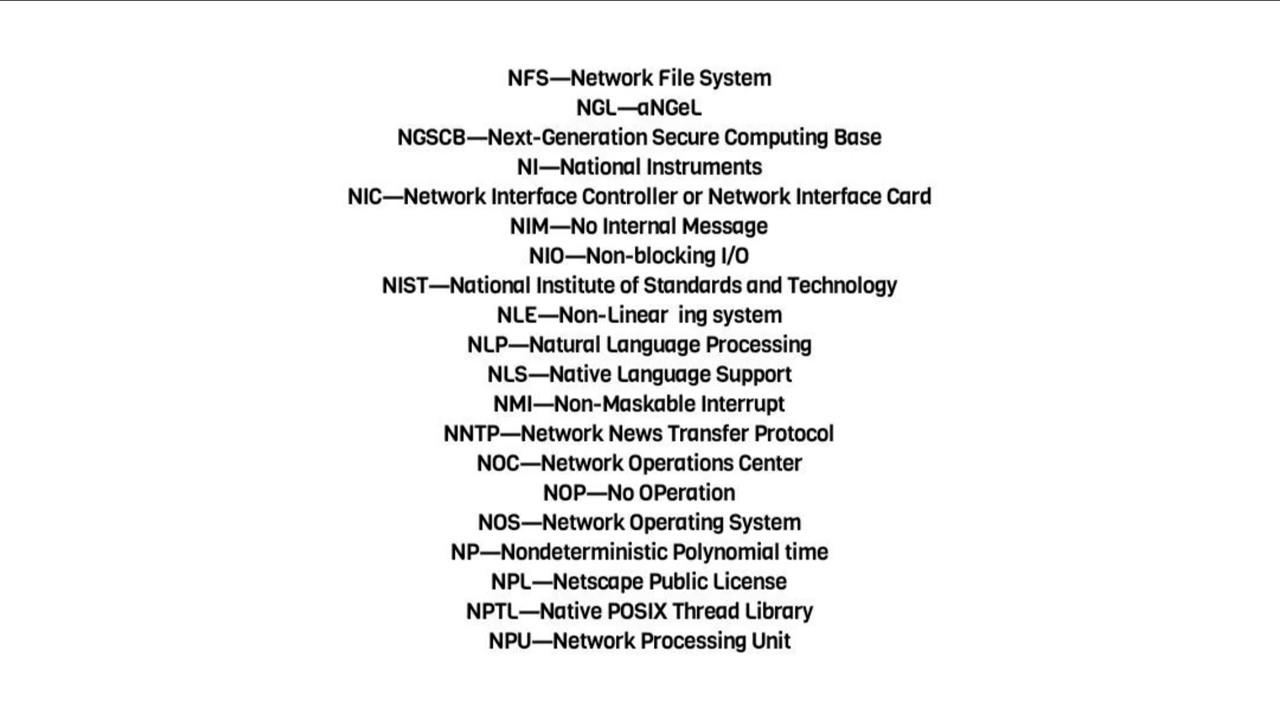 NFS—Network File System
NGL—aNGeL
NGSCB—Next-Generation Secure Computing Base
NI—National Instruments
NIC—Network Interface Controller or Network Interface Card
NIM—No Internal Message
NIO—Non-blocking I/O
NIST—National Institute of Standards and Technology
NLE—Non-Linear ing system
NLP—Natural Language Processing
NLS—Native Language Support
NMI—Non-Maskable Interrupt
NNTP—Network News Transfer Protocol
NOC—Network Operations Center
NOP—No OPeration
NOS—Network Operating System
NP—Nondeterministic Polynomial time
NPL—Netscape Public License
NPTL—Native POSIX Thread Library
NPU—Network Processing Unit